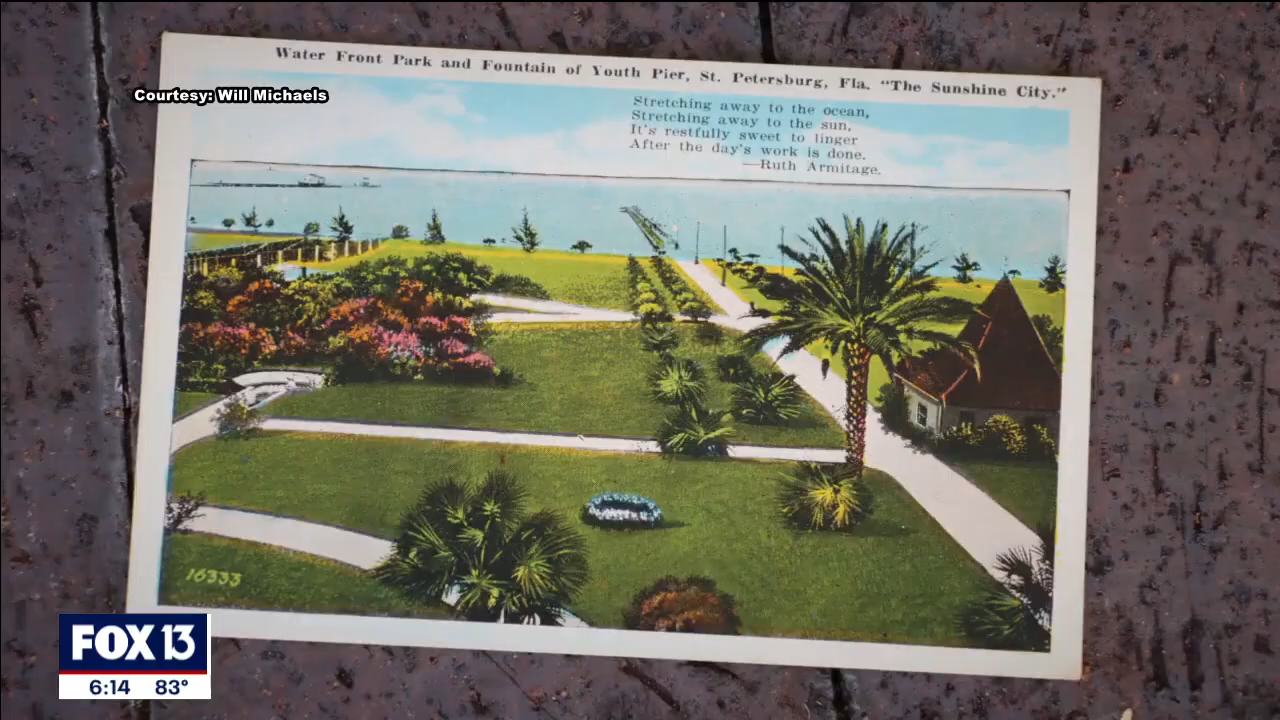 Water Front Park and Fountain of Youth Pier, St. Petersburg, Fla. "The Sunshine City."
Courtesy: Will Michaels
Stretching away to the ocean,
Stretching away to the sun,
It's restfully sweet to linger
After the day's work is done.
—Ruth Armitage.
16333
FOX 13
6:14 83°